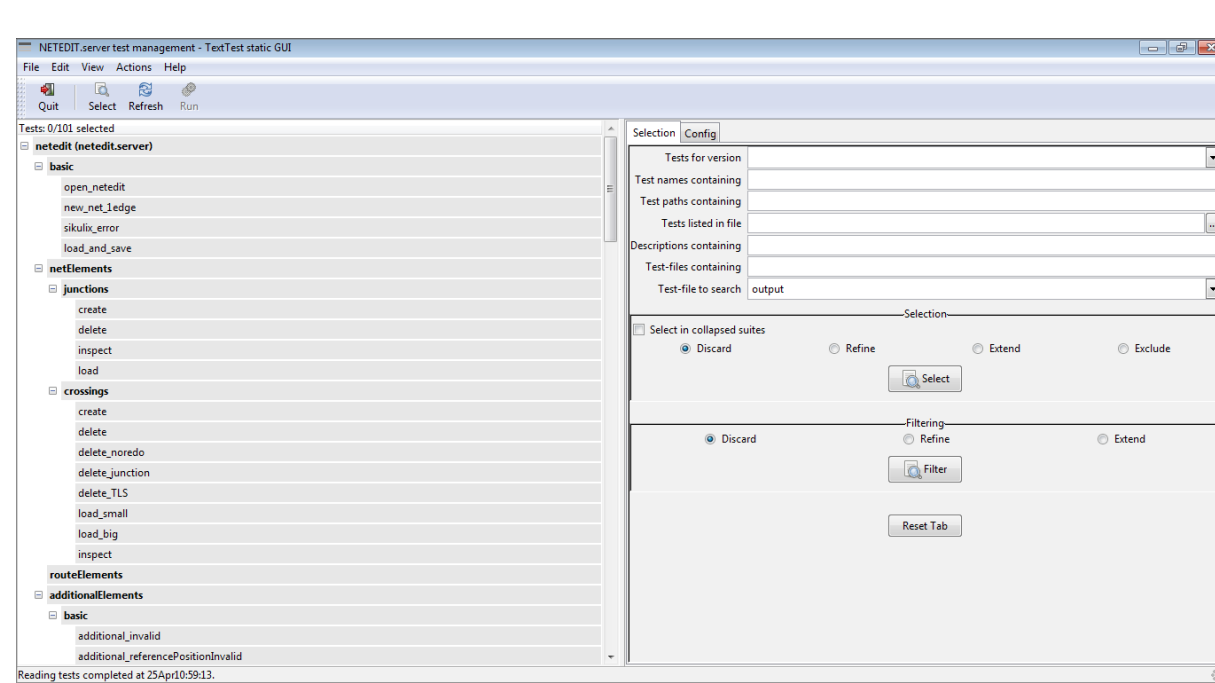 NETEDIT.server test management - TextTest static GUI
File Edit View Actions Help
Quit Select Refresh Run
Tests: 0/101 selected
netedit (netedit.server)
basic
open_netedit
new_net_1edge
sikulix_error
load_and_save
netElements
junctions
create
delete
inspect
load
crossings
create
delete
delete_noredo
delete_junction
delete_TLS
load_small
load_big
inspect
routeElements
additionalElements
basic
additional_invalid
additional_referencePositionInvalid
Selection Config
Tests for version
Test names containing
Test paths containing
Tests listed in file ...
Descriptions containing
Test-files containing
Test-file to search output
Selection
Select in collapsed suites
Discard Refine Extend Exclude
Select
Filtering
Discard Refine Extend
Filter
Reset Tab
Reading tests completed at 25Apr10:59:13.